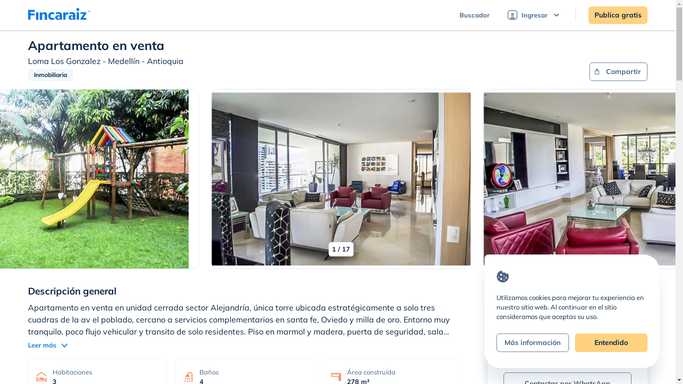 Fincaraiz
Buscador
Ingresar
Publica gratis
Apartamento en venta
Loma Los Gonzalez - Medellín - Antioquia
Inmobiliaria
Compartir
1 / 17
Descripción general
Apartamento en venta en unidad cerrada sector Alejandría, única torre ubicada estratégicamente a solo tres
cuadras de la av el poblado, cercano a servicios complementarios en santa fe, Oviedo y milla de oro. Entorno muy
tranquilo, poco flujo vehicular y transito de solo residentes. Piso en marmol y madera, puerta de seguridad, sala...
Leer más
Habitaciones
3
Baños
4
Área construida
278 m²
Utilizamos cookies para mejorar tu experiencia en
nuestro sitio web. Al continuar en el sitio
consideramos que aceptas su uso.
Más información
Entendido
Contactar por WhatsApp